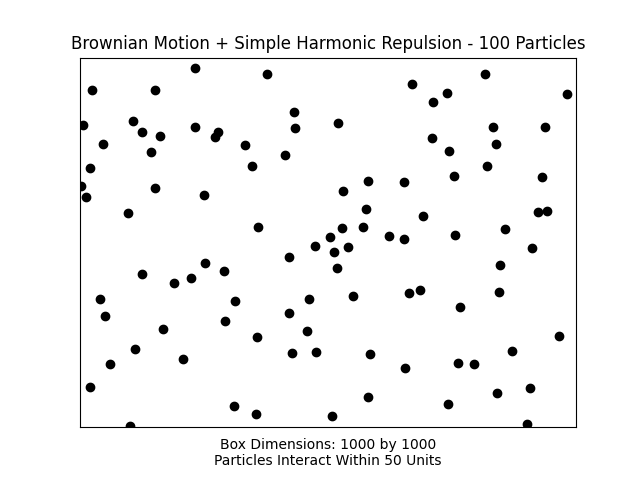 Brownian Motion + Simple Harmonic Repulsion - 100 Particles
Box Dimensions: 1000 by 1000
Particles Interact Within 50 Units